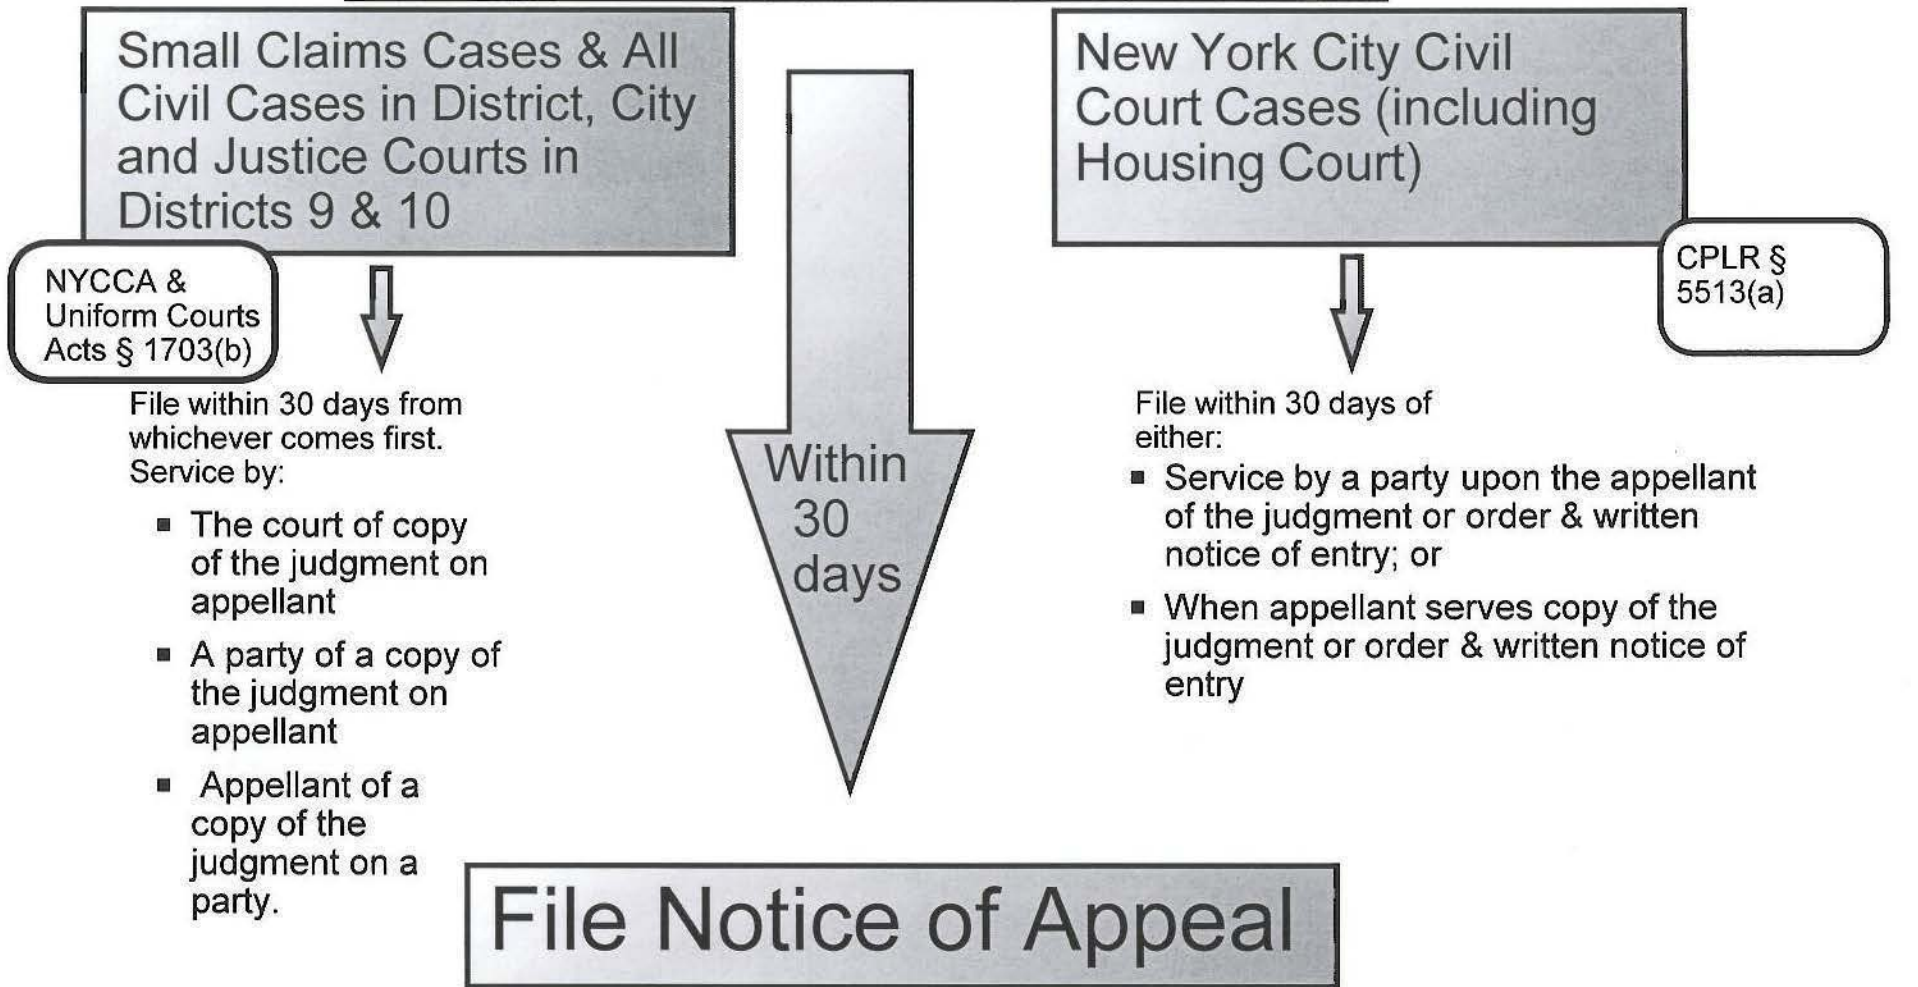 Small Claims Cases & All
Civil Cases in District, City
and Justice Courts in
Districts 9 & 10
NYCCA &
Uniform Courts
Acts § 1703(b)
File within 30 days from
whichever comes first.
Service by:
▪ The court of copy
of the judgment on
appellant
▪ A party of a copy of
the judgment on
appellant
▪ Appellant of a
copy of the
judgment on a
party.
Within
30
days
New York City Civil
Court Cases (including
Housing Court)
CPLR §
5513(a)
File within 30 days of
either:
▪ Service by a party upon the appellant
of the judgment or order & written
notice of entry; or
▪ When appellant serves copy of the
judgment or order & written notice of
entry
File Notice of Appeal